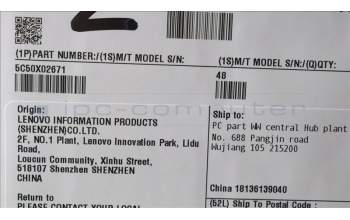 (1P)PART NUMBER:/(1S)M/T MODEL S/N:
(1S)M/T MODEL S/N:/(Q)QTY:
5C50X02671
48
Origin:
LENOVO INFORMATION PRODUCTS
(SHENZHEN)CO.LTD.
2F, NO.1 Plant, Lenovo Innovation Park, Lidu
Road,
Loucun Community, Xinhu Street,
518107 Shenzhen SHENZHEN
CHINA
Ship to:
PC part WW central Hub plant
No. 688 Pangjin road
Wujiang I05 215200
China 18136139040
RETURN TO
PLEASE CONTACT
(52L) Ship To Postal Code:
ipc-computer